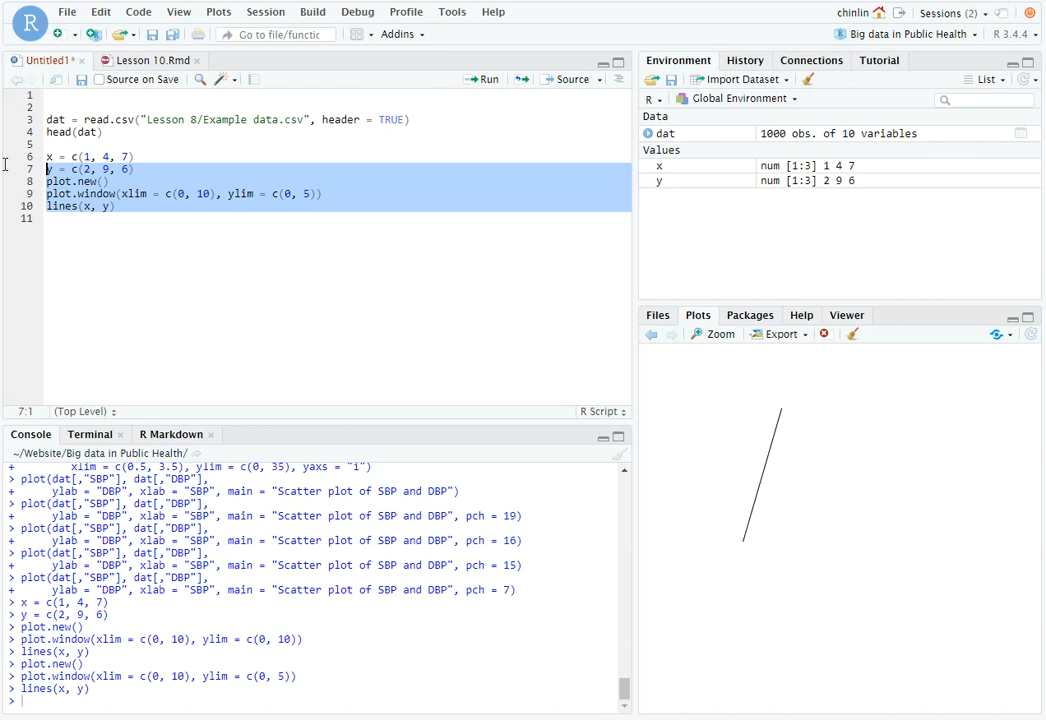 R File Edit Code View Plots Session Build Debug Profile Tools Help chinlin Sessions (2)
Go to file/functic Addins Big data in Public Health R 3.4.4
Untitled1* Lesson 10.Rmd
Source on Save Run Source
1
2
3 dat = read.csv("Lesson 8/Example data.csv", header = TRUE)
4 head(dat)
5
6 x = c(1, 4, 7)
7 y = c(2, 9, 6)
8 plot.new()
9 plot.window(xlim = c(0, 10), ylim = c(0, 5))
10 lines(x, y)
11
7:1 (Top Level) R Script
Console Terminal R Markdown
~/Website/Big data in Public Health/
+ xlim = c(0.5, 3.5), ylim = c(0, 35), yaxs = "i")
> plot(dat[,"SBP"], dat[,"DBP"],
+ ylab = "DBP", xlab = "SBP", main = "Scatter plot of SBP and DBP")
> plot(dat[,"SBP"], dat[,"DBP"],
+ ylab = "DBP", xlab = "SBP", main = "Scatter plot of SBP and DBP", pch = 19)
> plot(dat[,"SBP"], dat[,"DBP"],
+ ylab = "DBP", xlab = "SBP", main = "Scatter plot of SBP and DBP", pch = 16)
> plot(dat[,"SBP"], dat[,"DBP"],
+ ylab = "DBP", xlab = "SBP", main = "Scatter plot of SBP and DBP", pch = 15)
> plot(dat[,"SBP"], dat[,"DBP"],
+ ylab = "DBP", xlab = "SBP", main = "Scatter plot of SBP and DBP", pch = 7)
> x = c(1, 4, 7)
> y = c(2, 9, 6)
> plot.new()
> plot.window(xlim = c(0, 10), ylim = c(0, 10))
> lines(x, y)
> plot.new()
> plot.window(xlim = c(0, 10), ylim = c(0, 5))
> lines(x, y)
>
Environment History Connections Tutorial
Import Dataset List
R Global Environment
Data
dat 1000 obs. of 10 variables
Values
x num [1:3] 1 4 7
y num [1:3] 2 9 6
Files Plots Packages Help Viewer
Zoom Export